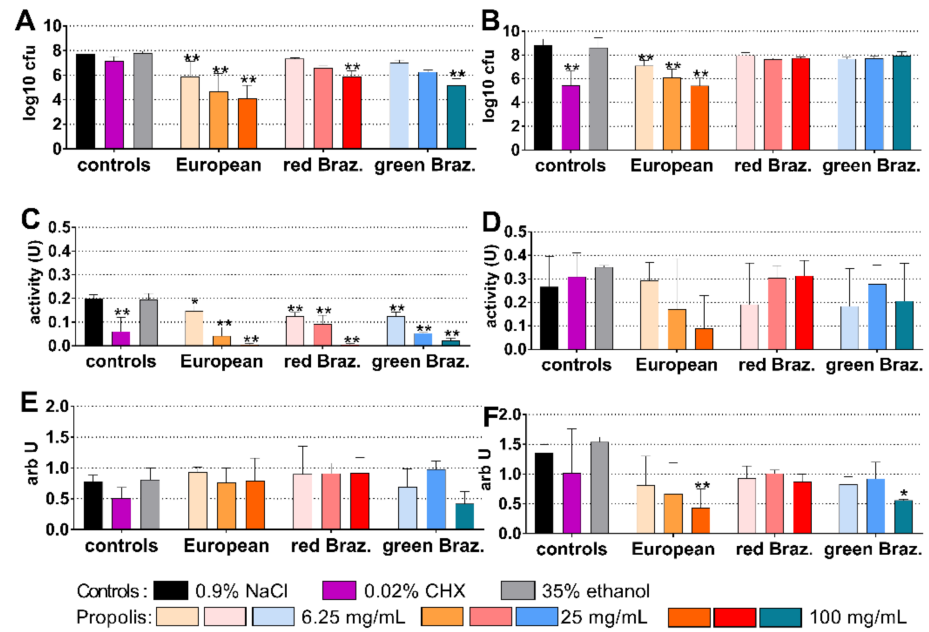 A
log10 cfu
10
8
6
4
2
0
** ** ** ** **
controls European red Braz. green Braz.
B
log10 cfu
10
8
6
4
2
0
** ** ** **
controls European red Braz. green Braz.
C
activity (U)
0.5
0.4
0.3
0.2
0.1
0.0
** * ** ** ** ** ** ** ** **
controls European red Braz. green Braz.
D
activity (U)
0.5
0.4
0.3
0.2
0.1
0.0
controls European red Braz. green Braz.
E
arb U
2.0
1.5
1.0
0.5
0.0
controls European red Braz. green Braz.
F
arb U
2.0
1.5
1.0
0.5
0.0
** *
controls European red Braz. green Braz.
Controls : 0.9% NaCl 0.02% CHX 35% ethanol
Propolis: 6.25 mg/mL 25 mg/mL 100 mg/mL